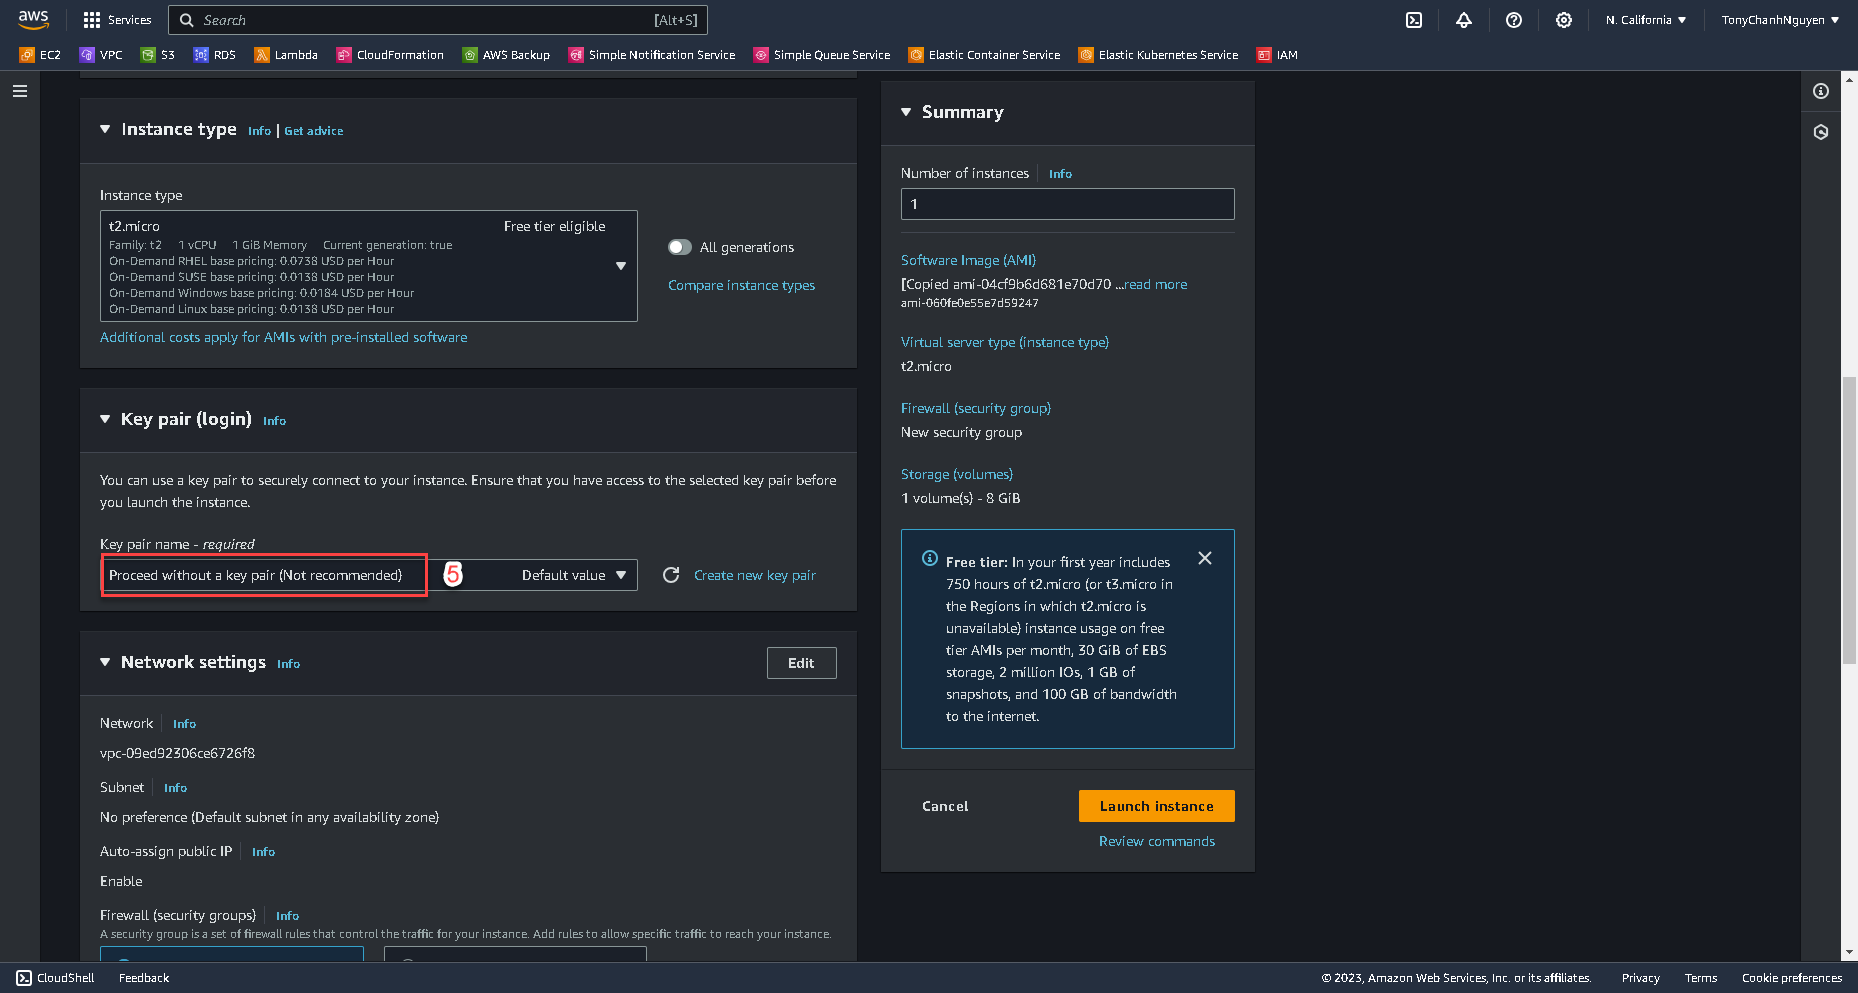 aws
Services
Search
[Alt+S]
N. California
TonyChanhNguyen
EC2
VPC
S3
RDS
Lambda
CloudFormation
AWS Backup
Simple Notification Service
Simple Queue Service
Elastic Container Service
Elastic Kubernetes Service
IAM
Instance type Info | Get advice
Instance type
t2.micro Free tier eligible
Family: t2 1 vCPU 1 GiB Memory Current generation: true
On-Demand RHEL base pricing: 0.0738 USD per Hour
On-Demand SUSE base pricing: 0.0138 USD per Hour
On-Demand Windows base pricing: 0.0184 USD per Hour
On-Demand Linux base pricing: 0.0138 USD per Hour
All generations
Compare instance types
Additional costs apply for AMIs with pre-installed software
Key pair (login) Info
You can use a key pair to securely connect to your instance. Ensure that you have access to the selected key pair before
you launch the instance.
Key pair name - required
Proceed without a key pair (Not recommended) 5 Default value
Create new key pair
Network settings Info
Edit
Network Info
vpc-09ed92306ce6726f8
Subnet Info
No preference (Default subnet in any availability zone)
Auto-assign public IP Info
Enable
Firewall (security groups) Info
A security group is a set of firewall rules that control the traffic for your instance. Add rules to allow specific traffic to reach your instance.
Summary
Number of instances Info
1
Software Image (AMI)
[Copied ami-04cf9b6d681e70d70 ...read more
ami-060fe0e55e7d59247
Virtual server type (instance type)
t2.micro
Firewall (security group)
New security group
Storage (volumes)
1 volume(s) - 8 GiB
Free tier: In your first year includes
750 hours of t2.micro (or t3.micro in
the Regions in which t2.micro is
unavailable) instance usage on free
tier AMIs per month, 30 GiB of EBS
storage, 2 million IOs, 1 GB of
snapshots, and 100 GB of bandwidth
to the internet.
Cancel
Launch instance
Review commands
CloudShell
Feedback
© 2023, Amazon Web Services, Inc. or its affiliates.
Privacy
Terms
Cookie preferences